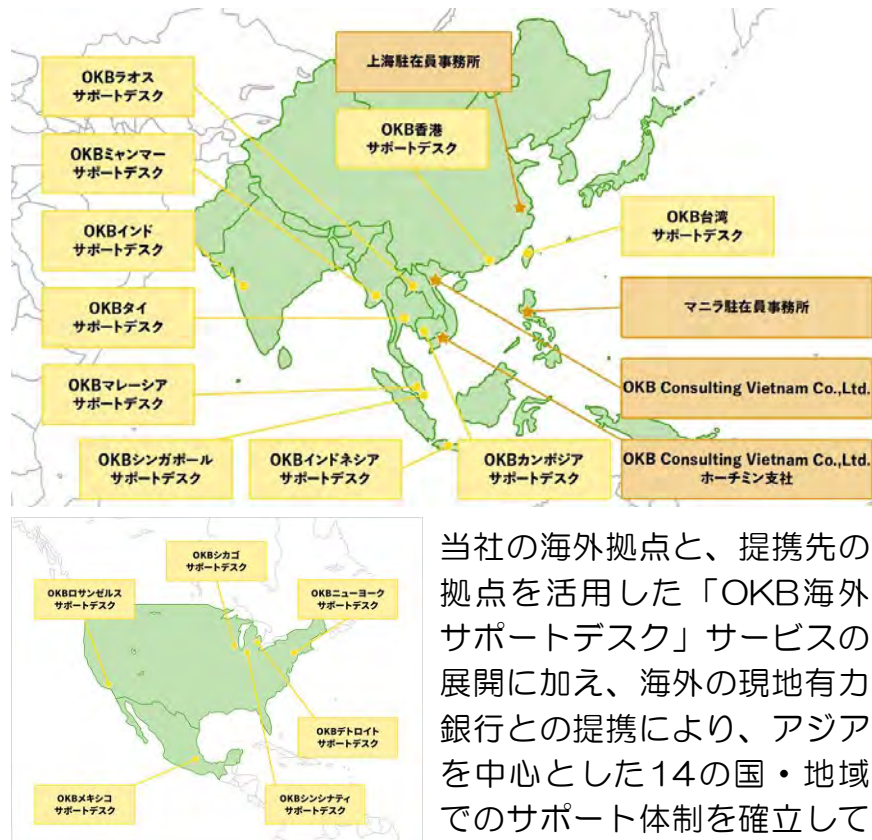 上海駐在員事務所
OKBラオス
サポートデスク
OKB香港
サポートデスク
OKBミャンマー
サポートデスク
OKBインド
サポートデスク
OKB台湾
サポートデスク
OKBタイ
サポートデスク
マニラ駐在員事務所
OKBマレーシア
サポートデスク
OKB Consulting Vietnam Co.,Ltd.
OKBシンガポール
サポートデスク
OKBインドネシア
サポートデスク
OKBカンボジア
サポートデスク
OKB Consulting Vietnam Co.,Ltd.
ホーチミン支社
OKBシカゴ
サポートデスク
OKBロサンゼルス
サポートデスク
OKBニューヨーク
サポートデスク
OKBデトロイト
サポートデスク
OKBメキシコ
サポートデスク
OKBシンシナティ
サポートデスク
当社の海外拠点と、提携先の
拠点を活用した「OKB海外
サポートデスク」サービスの
展開に加え、海外の現地有力
銀行との提携により、アジア
を中心とした14の国・地域
でのサポート体制を確立して